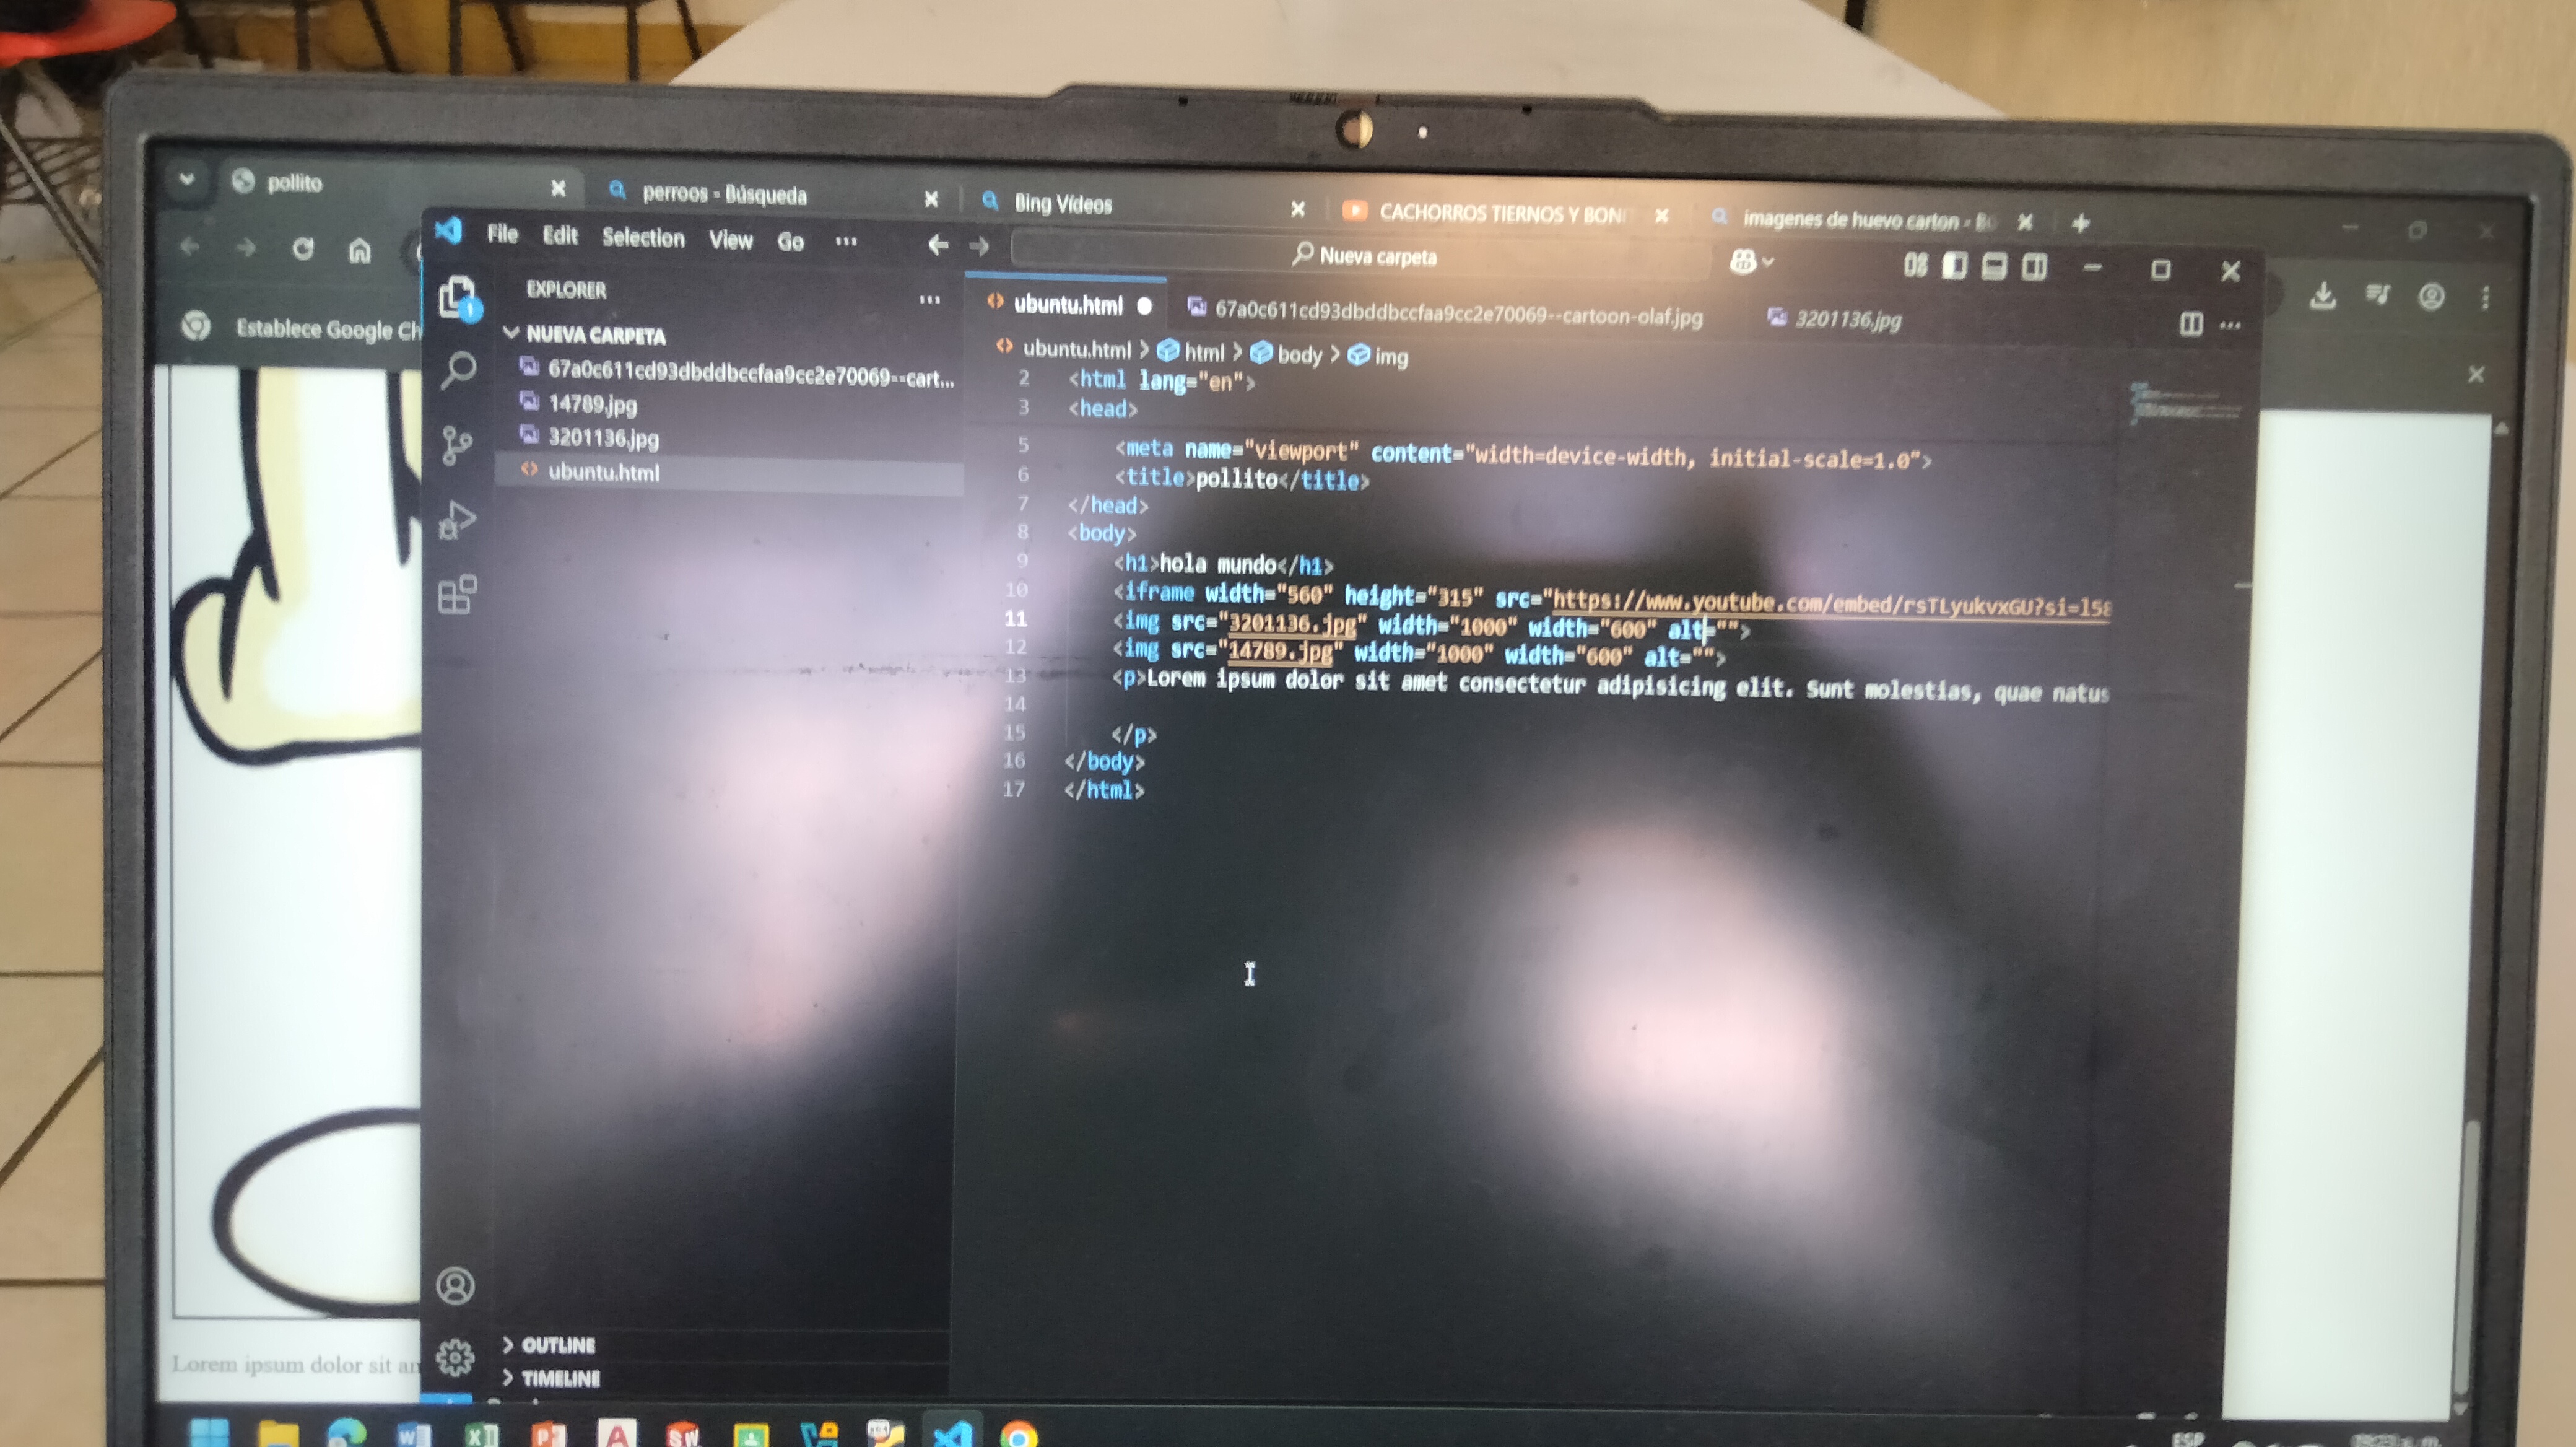 pollito
perroos - Búsqueda
Bing Vídeos
CACHORROS TIERNOS Y BONI
imagenes de huevo carton - Bú
File Edit Selection View Go ...
Nueva carpeta
Establece Google Ch
EXPLORER
NUEVA CARPETA
67a0c611cd93dbddbccfaa9cc2e70069--cart...
14789.jpg
3201136.jpg
ubuntu.html
1
ubuntu.html
67a0c611cd93dbddbccfaa9cc2e70069--cartoon-olaf.jpg
3201136.jpg
ubuntu.html > html > body > img
2 <html lang="en">
3 <head>
5 <meta name="viewport" content="width=device-width, initial-scale=1.0">
6 <title>pollito</title>
7 </head>
8 <body>
9 <h1>hola mundo</h1>
10 <iframe width="560" height="315" src="https://www.youtube.com/embed/rsTLyukvxGU?si=l58
11 <img src="3201136.jpg" width="1000" width="600" alt="">
12 <img src="14789.jpg" width="1000" width="600" alt="">
13 <p>Lorem ipsum dolor sit amet consectetur adipisicing elit. Sunt molestias, quae natus
14
15 </p>
16 </body>
17 </html>
OUTLINE
TIMELINE
Lorem ipsum dolor sit am
ESP